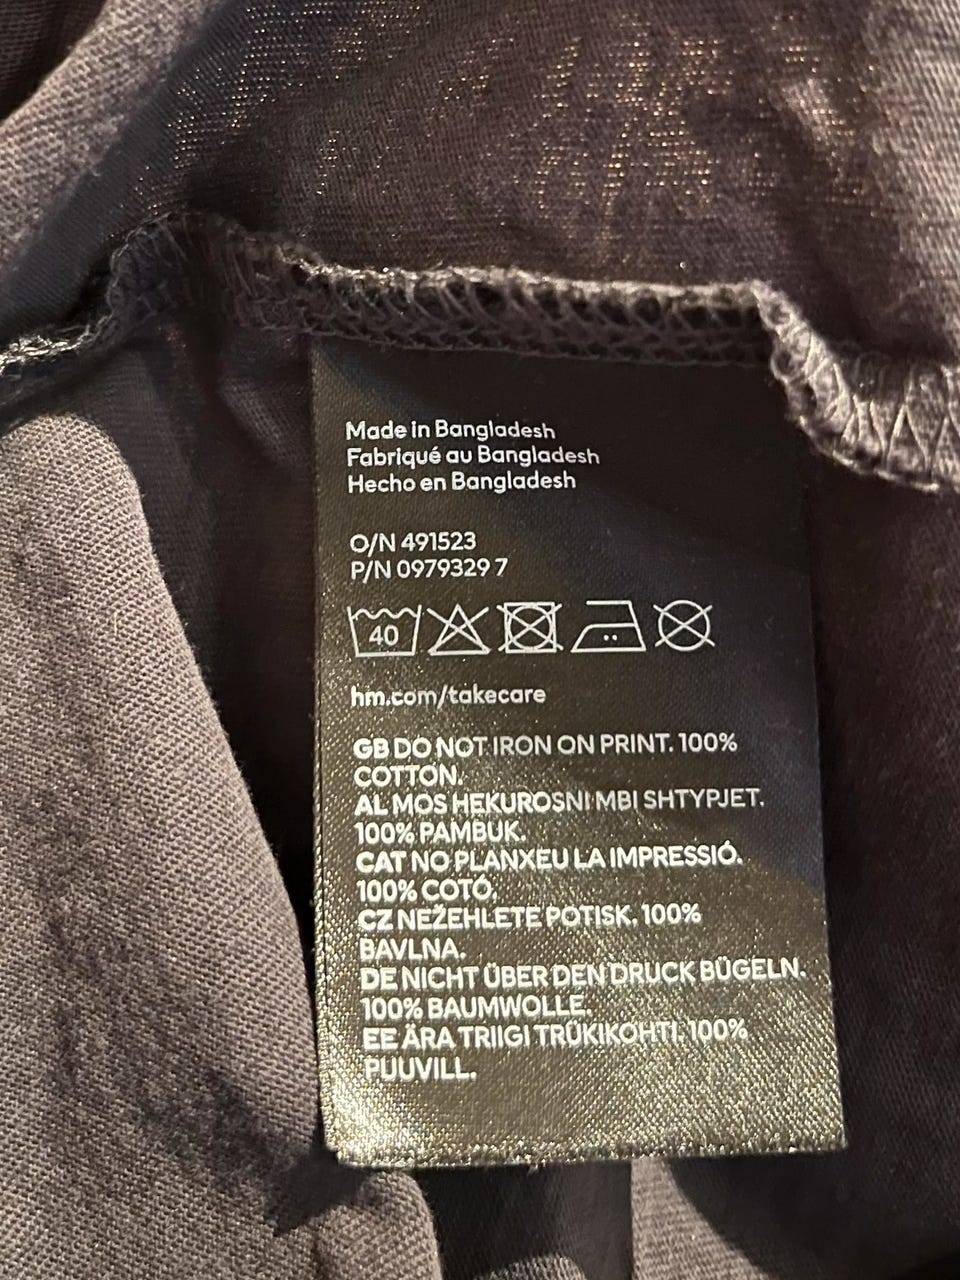 Made in Bangladesh
Fabriqué au Bangladesh
Hecho en Bangladesh
O/N 491523
P/N 0979329 7
40
hm.com/takecare
GB DO NOT IRON ON PRINT. 100%
COTTON.
AL MOS HEKUROSNI MBI SHTYPJET.
100% PAMBUK.
CAT NO PLANXEU LA IMPRESSIÓ.
100% COTÓ.
CZ NEŽEHLETE POTISK. 100%
BAVLNA.
DE NICHT ÜBER DEN DRUCK BÜGELN.
100% BAUMWOLLE.
EE ÄRA TRIIGI TRÜKIKOHTI. 100%
PUUVILL.